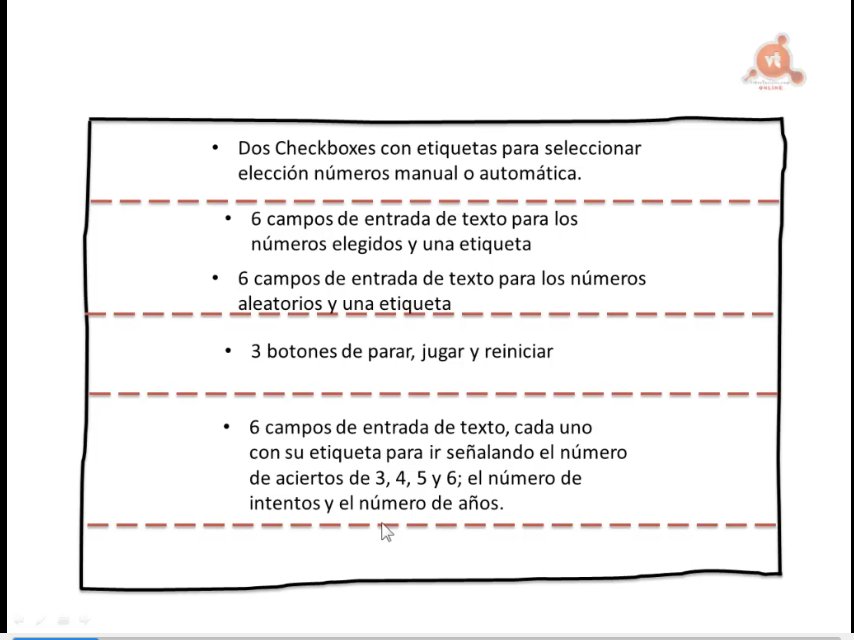 vt
ONLINE
• Dos Checkboxes con etiquetas para seleccionar
elección números manual o automática.
• 6 campos de entrada de texto para los
números elegidos y una etiqueta
• 6 campos de entrada de texto para los números
aleatorios y una etiqueta
• 3 botones de parar, jugar y reiniciar
• 6 campos de entrada de texto, cada uno
con su etiqueta para ir señalando el número
de aciertos de 3, 4, 5 y 6; el número de
intentos y el número de años.